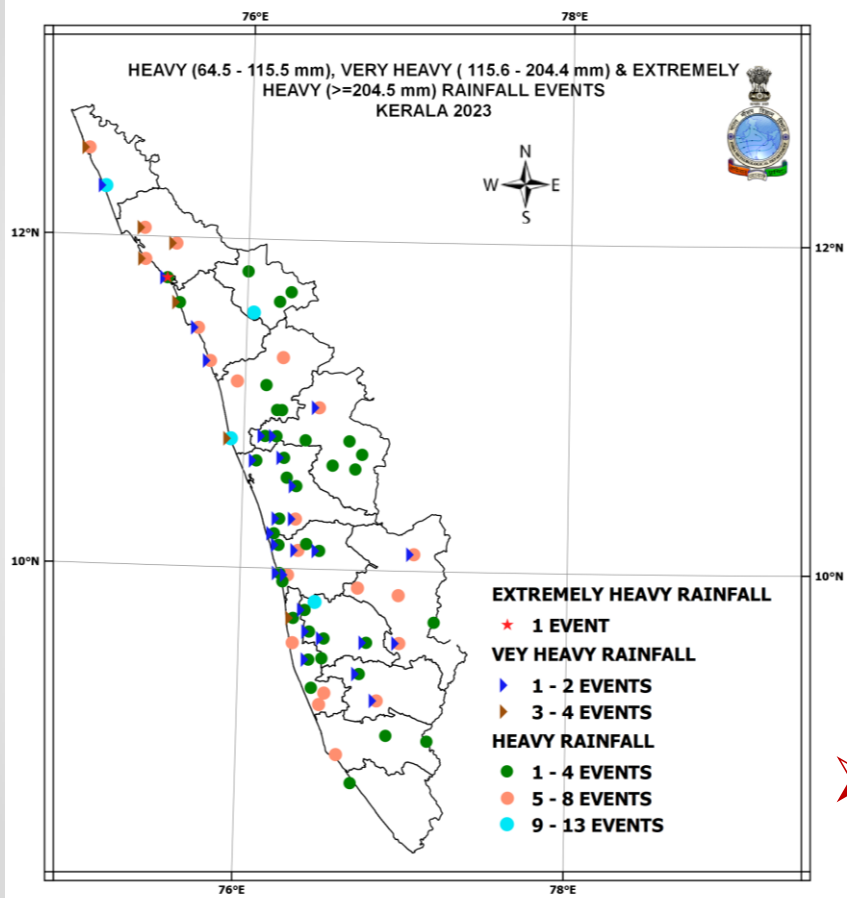 76°E 78°E
HEAVY (64.5 - 115.5 mm), VERY HEAVY ( 115.6 - 204.4 mm) & EXTREMELY
HEAVY (>=204.5 mm) RAINFALL EVENTS
KERALA 2023
N
W E
S
12°N 12°N
10°N 10°N
EXTREMELY HEAVY RAINFALL
1 EVENT
VEY HEAVY RAINFALL
1 - 2 EVENTS
3 - 4 EVENTS
HEAVY RAINFALL
1 - 4 EVENTS
5 - 8 EVENTS
9 - 13 EVENTS
76°E 78°E